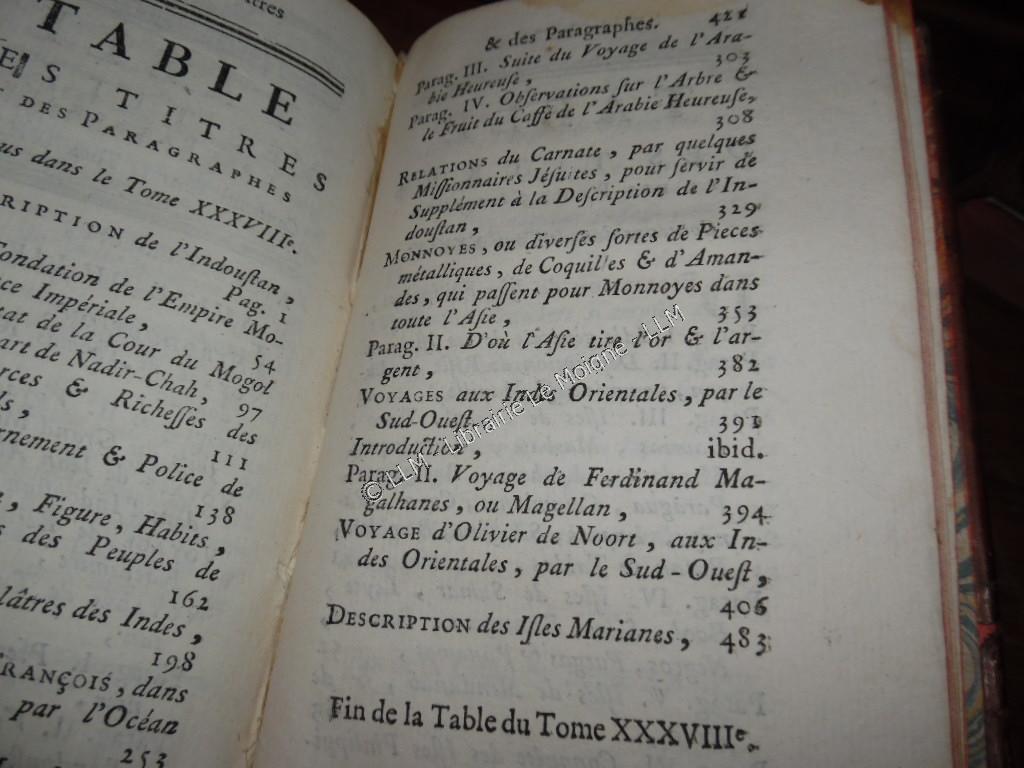 TABLE
ES TITRES
DES PARAGRAPHES
dans le Tome XXXVIIIe.
RIPTION de l'Indoustan,
Pag. 1
Fondation de l'Empire Mo-
ce Impériale, 54
tat de la Cour du Mogol
art de Nadir-Chah, 97
rces & Richesses des
111
rnement & Police de
138
, Figure, Habits,
s des Peuples de
162
lâtres des Indes,
198
FRANÇOIS, dans
par l'Océan
253
& des Paragraphes. 421
Parag. III. Suite du Voyage de l'Ara-
bie Heureuse, 303
Parag. IV. Observations sur l'Arbre &
le Fruit du Caffé de l'Arabie Heureuse,
308
RELATIONS du Carnate, par quelques
Missionnaires Jésuites, pour servir de
Supplément à la Description de l'In-
doustan, 329
MONNOYES, ou diverses sortes de Pieces
métalliques, de Coquilles & d'Aman-
des, qui passent pour Monnoyes dans
toute l'Asie, 353
Parag. II. D'où l'Asie tire l'or & l'ar-
gent, 382
VOYAGES aux Indes Orientales, par le
Sud-Ouest, 391
Introduction, ibid.
Parag. II. Voyage de Ferdinand Ma-
galhanes, ou Magellan, 394
VOYAGE d'Olivier de Noort, aux In-
des Orientales, par le Sud-Ouest,
406
DESCRIPTION des Isles Marianes, 483
Fin de la Table du Tome XXXVIIIe.
© LLM - Librairie Le Moigne - LLM